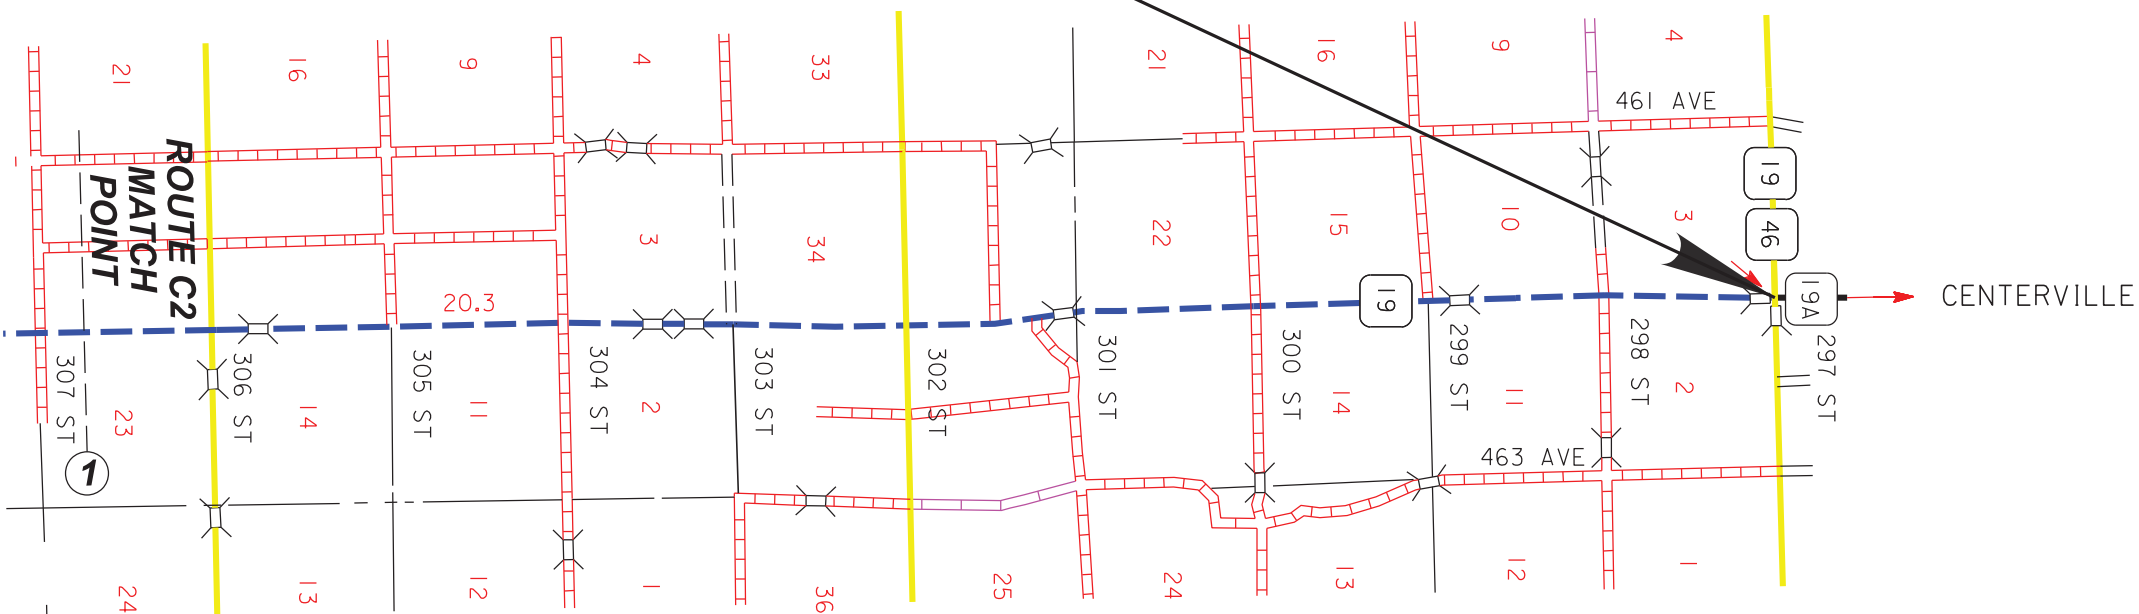 21
16
9
4
33
21
16
9
4
461 AVE
ROUTE C2
MATCH
POINT
3
34
22
15
10
3
19
46
20.3
19
19A
CENTERVILLE
307 ST
306 ST
305 ST
304 ST
303 ST
302 ST
301 ST
300 ST
299 ST
298 ST
297 ST
23
14
11
2
14
11
2
463 AVE
1
24
13
12
1
36
25
24
13
12
1